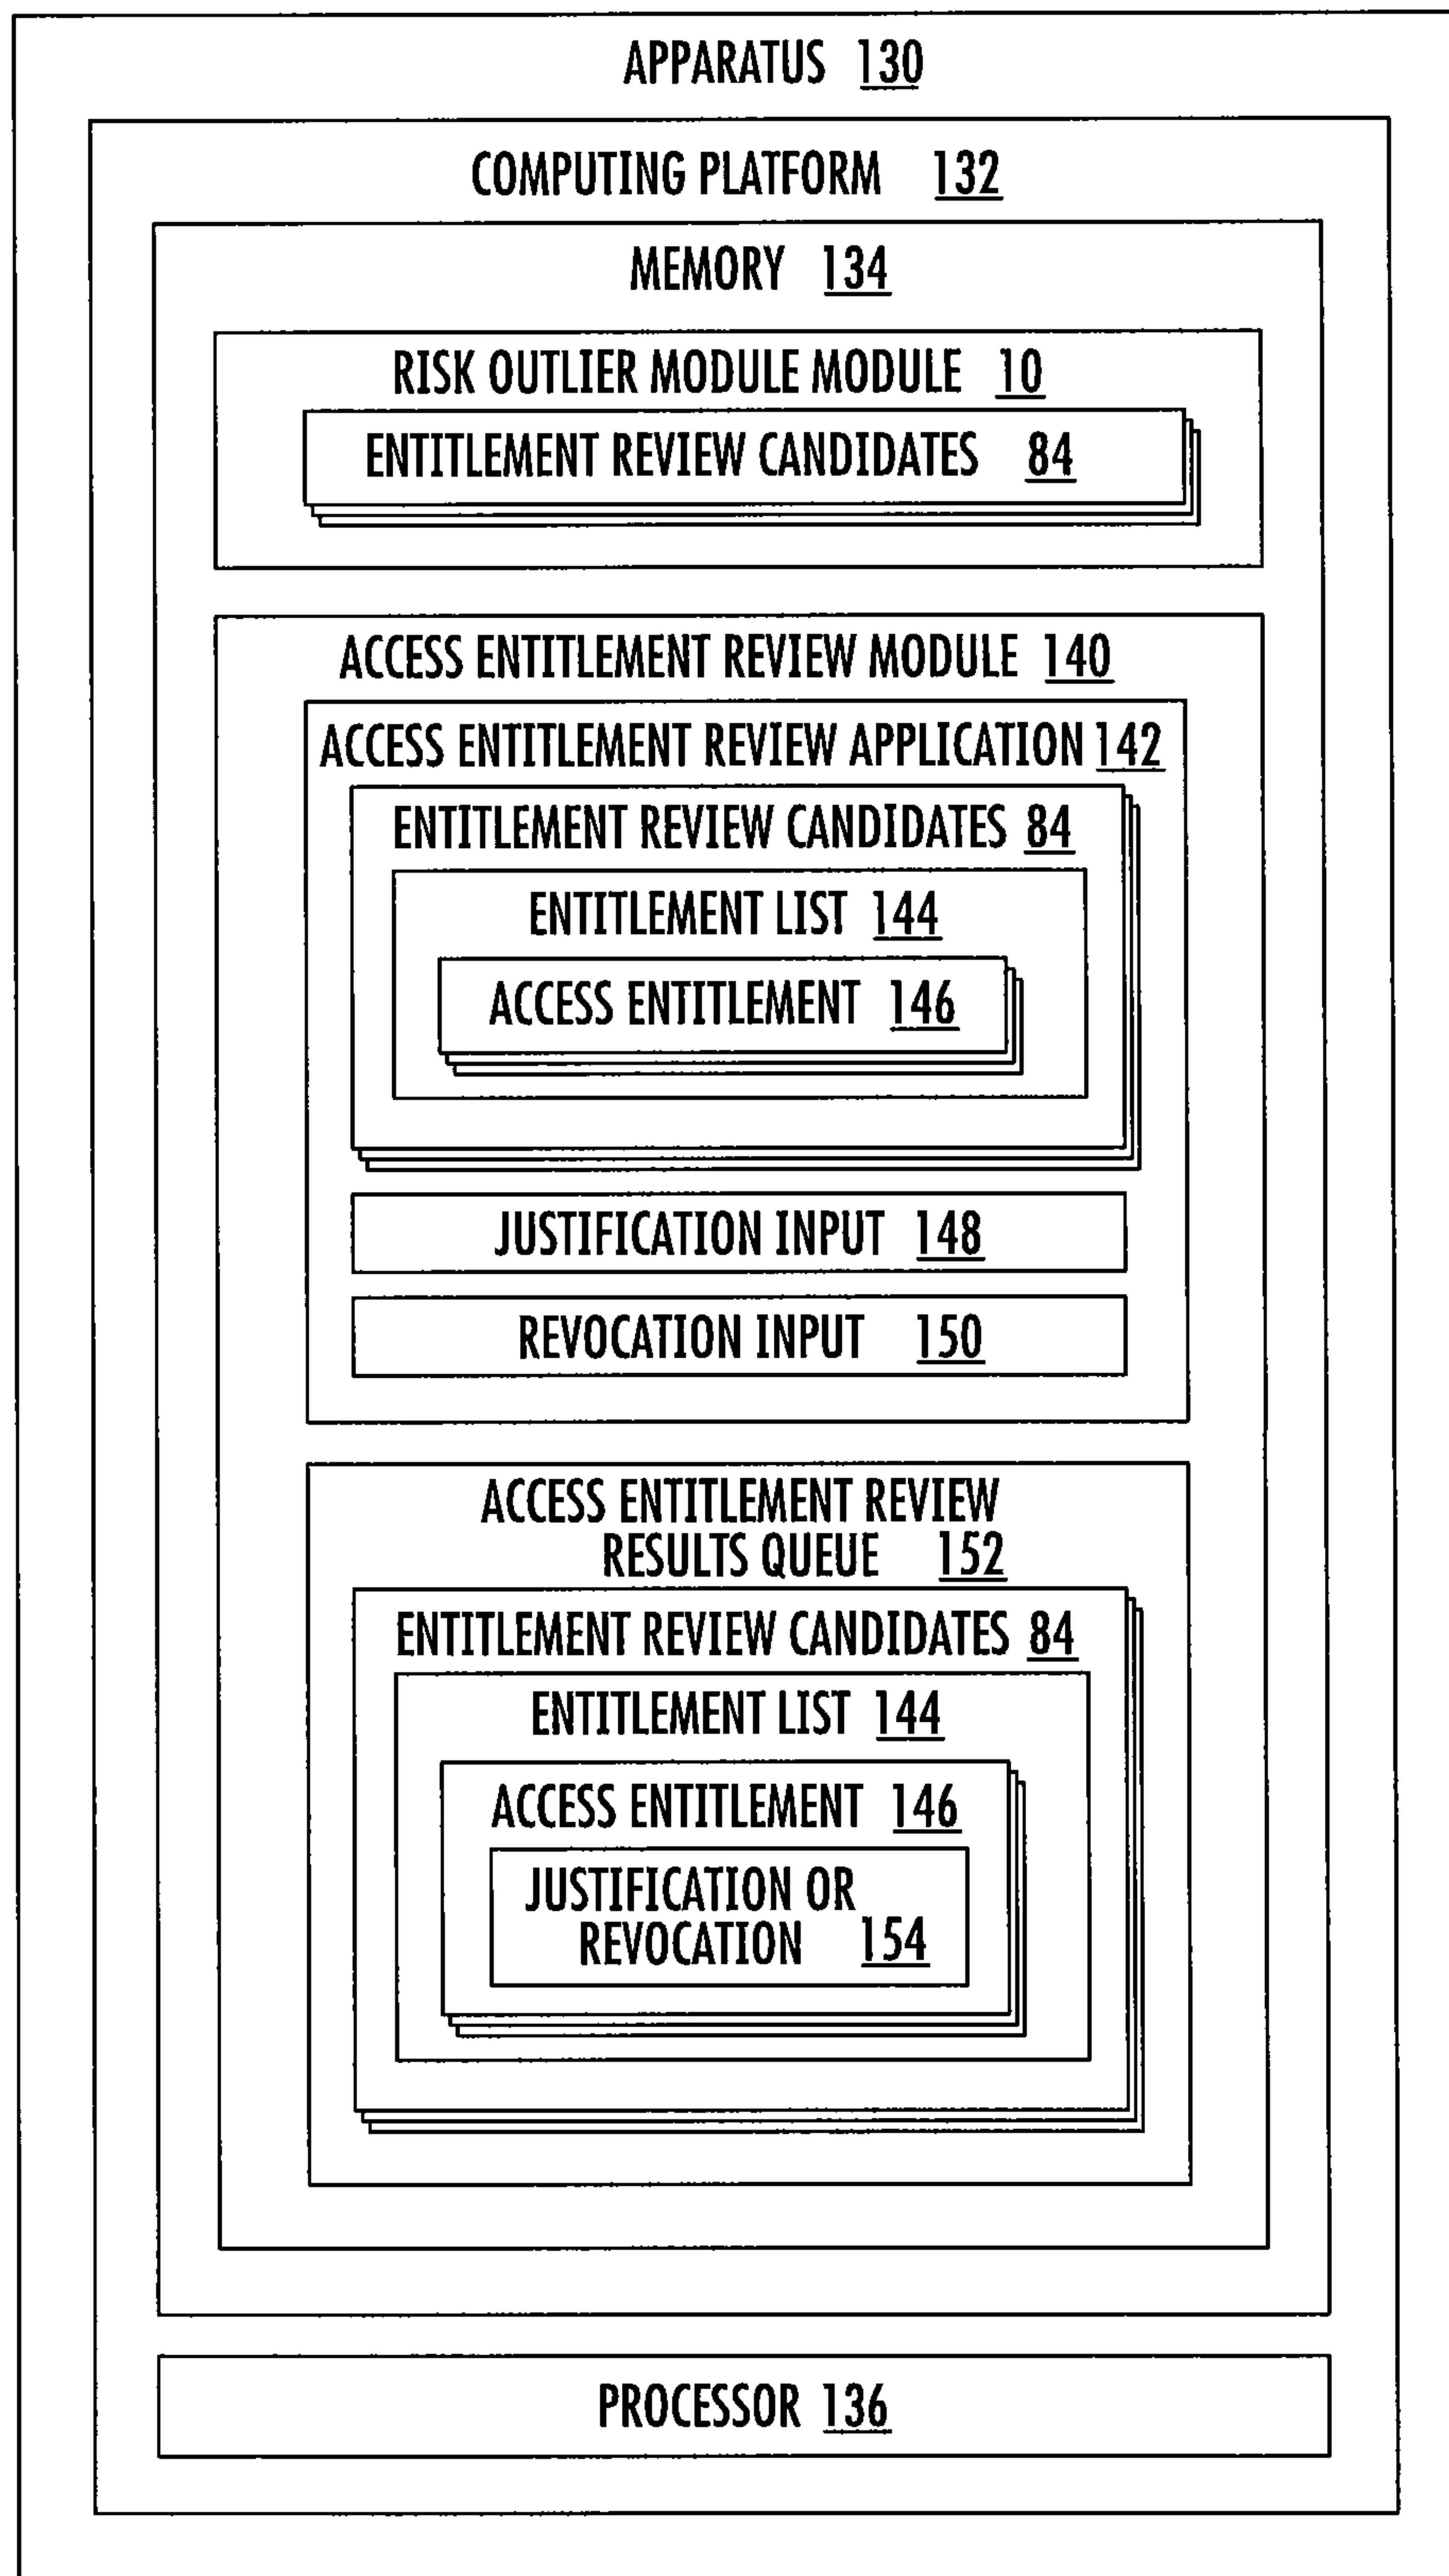 APPARATUS 130
COMPUTING PLATFORM 132
MEMORY 134
RISK OUTLIER MODULE MODULE 10
ENTITLEMENT REVIEW CANDIDATES 84
ACCESS ENTITLEMENT REVIEW MODULE 140
ACCESS ENTITLEMENT REVIEW APPLICATION 142
ENTITLEMENT REVIEW CANDIDATES 84
ENTITLEMENT LIST 144
ACCESS ENTITLEMENT 146
JUSTIFICATION INPUT 148
REVOCATION INPUT 150
ACCESS ENTITLEMENT REVIEW
RESULTS QUEUE 152
ENTITLEMENT REVIEW CANDIDATES 84
ENTITLEMENT LIST 144
ACCESS ENTITLEMENT 146
JUSTIFICATION OR
REVOCATION 154
PROCESSOR 136